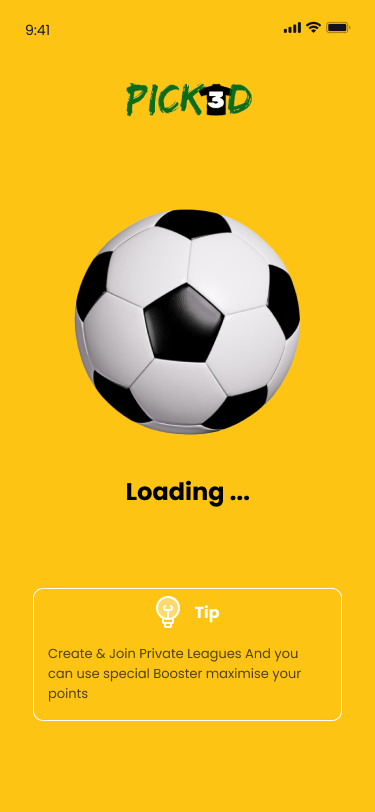 9:41
PICK3D
Loading ...
Tip
Create & Join Private Leagues And you
can use special Booster maximise your
points